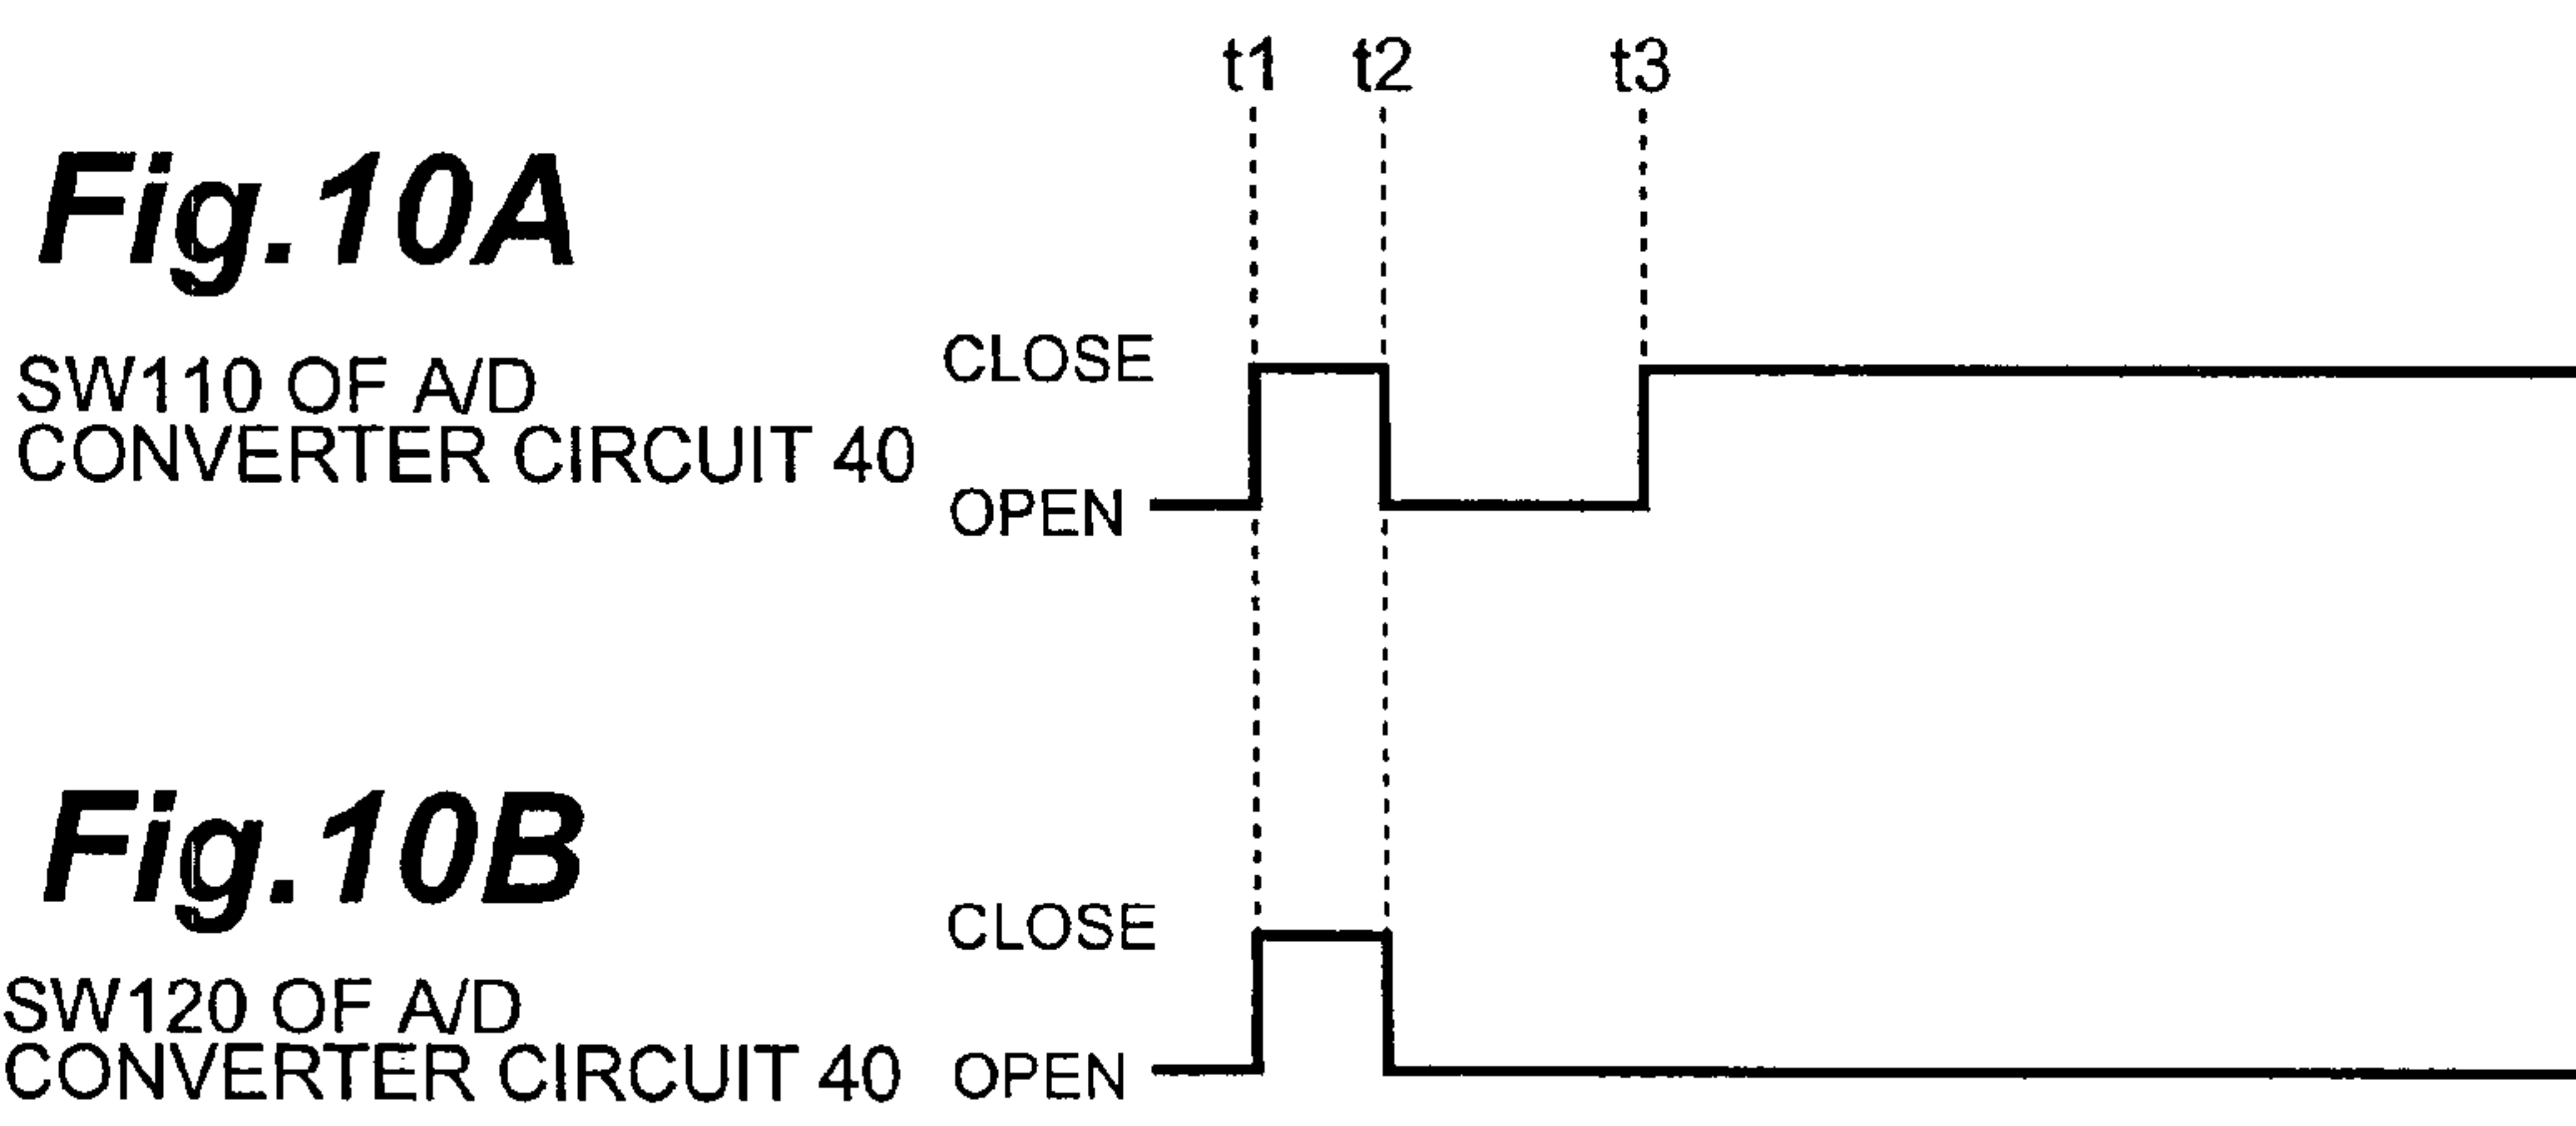 t1 t2 t3
Fig.10A
SW110 OF A/D
CONVERTER CIRCUIT 40
CLOSE
OPEN
Fig.10B
SW120 OF A/D
CONVERTER CIRCUIT 40
CLOSE
OPEN